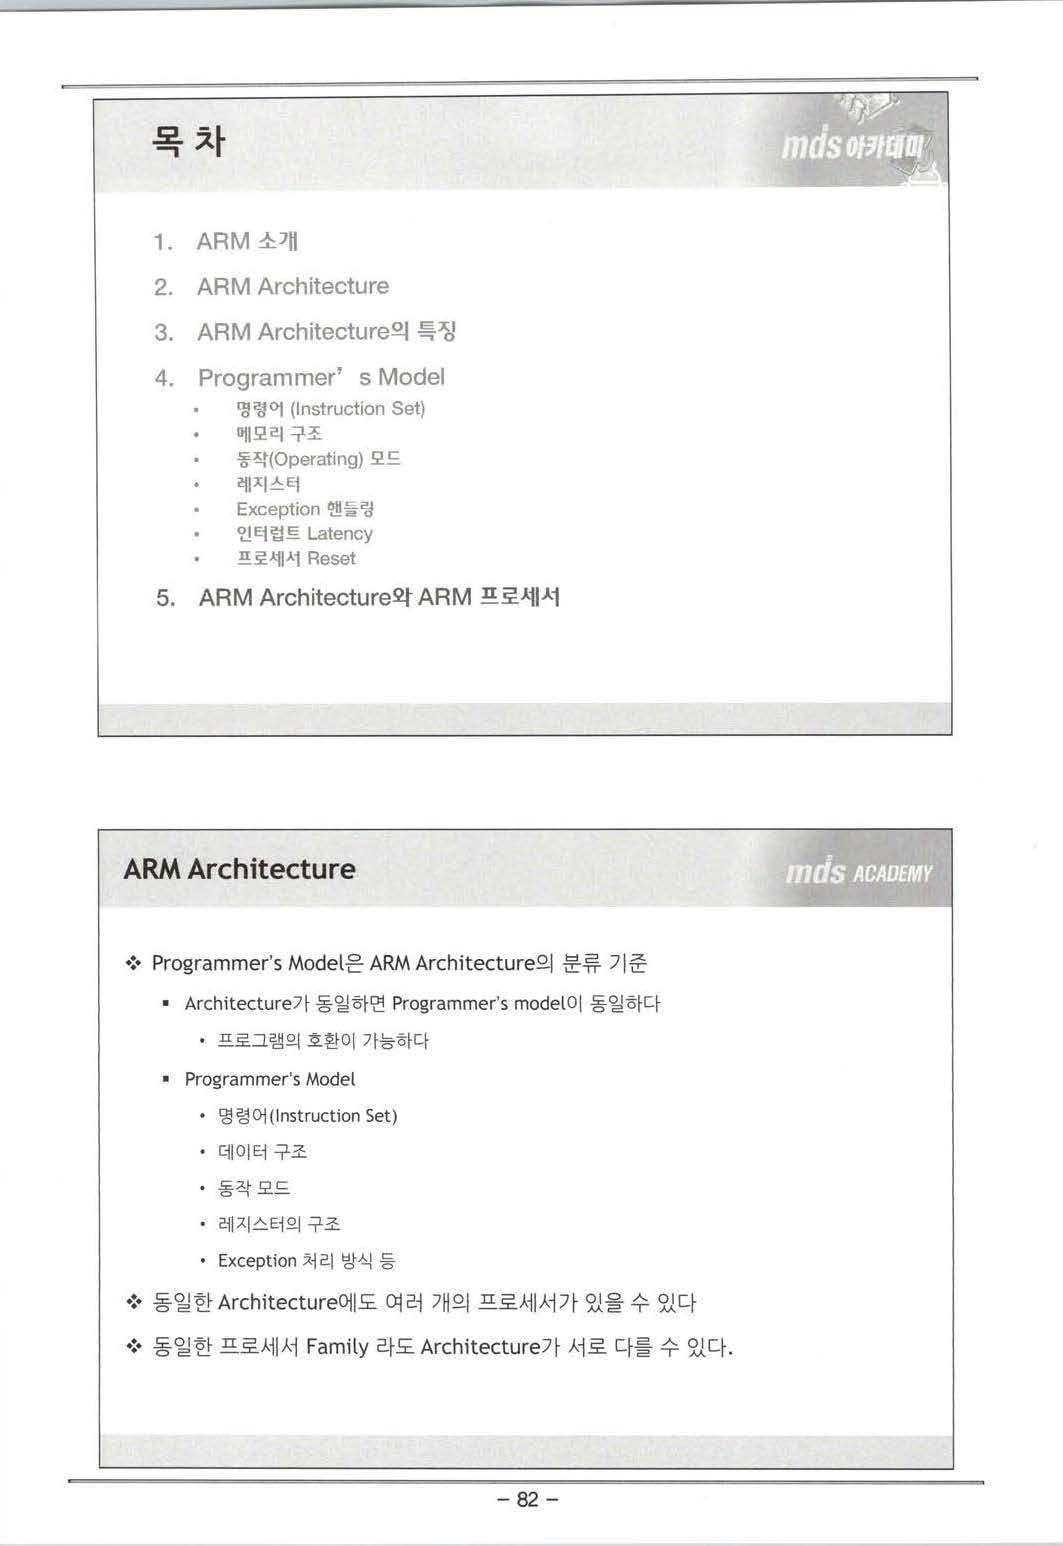 목 차
mds 아카데미
1. ARM 소개
2. ARM Architecture
3. ARM Architecture의 특징
4. Programmer’ s Model
• 명령어 (Instruction Set)
• 메모리 구조
• 동작(Operating) 모드
• 레지스터
• Exception 핸들링
• 인터럽트 Latency
• 프로세서 Reset
5. ARM Architecture와 ARM 프로세서
ARM Architecture
mds ACADEMY
❖ Programmer's Model은 ARM Architecture의 분류 기준
▪ Architecture가 동일하면 Programmer's model이 동일하다
• 프로그램의 호환이 가능하다
▪ Programmer's Model
• 명령어(Instruction Set)
• 데이터 구조
• 동작 모드
• 레지스터의 구조
• Exception 처리 방식 등
❖ 동일한 Architecture에도 여러 개의 프로세서가 있을 수 있다
❖ 동일한 프로세서 Family 라도 Architecture가 서로 다를 수 있다.
– 82 –